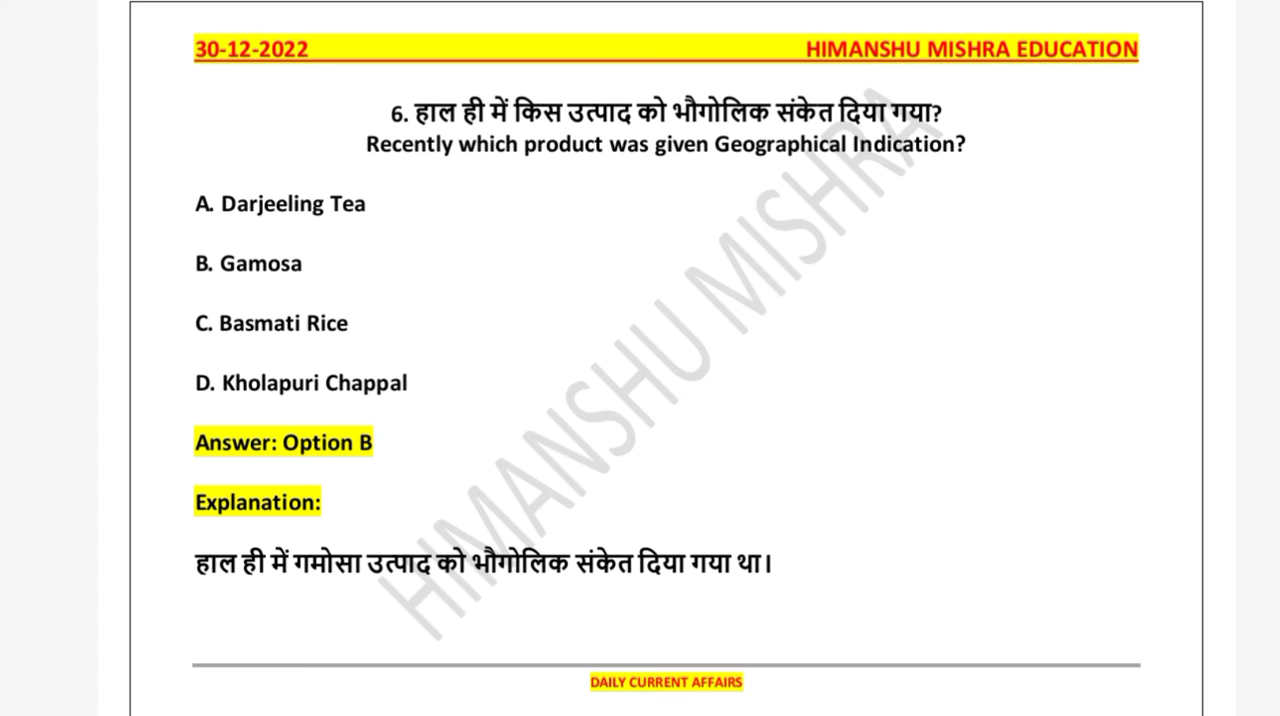 30-12-2022 HIMANSHU MISHRA EDUCATION
6. हाल ही में किस उत्पाद को भौगोलिक संकेत दिया गया?
Recently which product was given Geographical Indication?
A. Darjeeling Tea
B. Gamosa
C. Basmati Rice
D. Kholapuri Chappal
Answer: Option B
Explanation:
हाल ही में गमोसा उत्पाद को भौगोलिक संकेत दिया गया था।
HIMANSHU MISHRA
DAILY CURRENT AFFAIRS